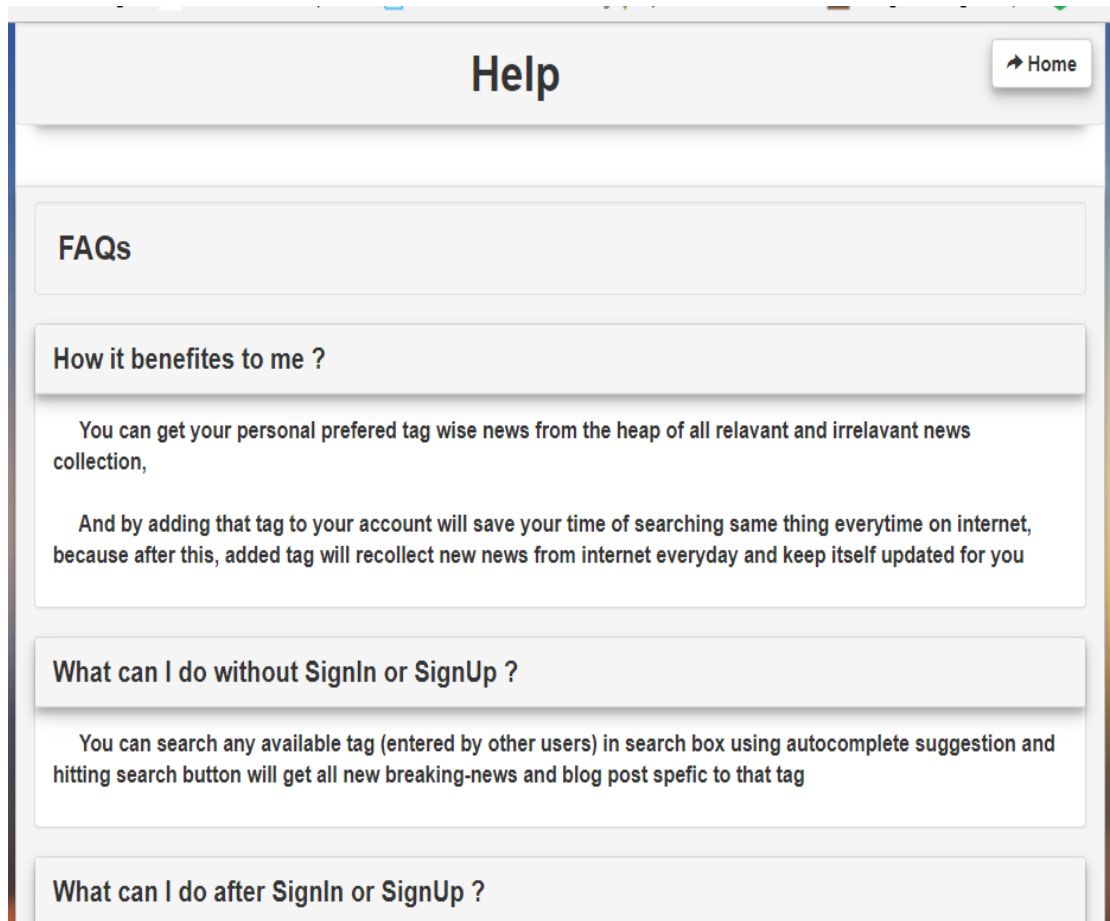 Help
Home
FAQs
How it benefites to me ?
You can get your personal prefered tag wise news from the heap of all relavant and irrelavant news
collection,
And by adding that tag to your account will save your time of searching same thing everytime on internet,
because after this, added tag will recollect new news from internet everyday and keep itself updated for you
What can I do without SignIn or SignUp ?
You can search any available tag (entered by other users) in search box using autocomplete suggestion and
hitting search button will get all new breaking-news and blog post spefic to that tag
What can I do after SignIn or SignUp ?